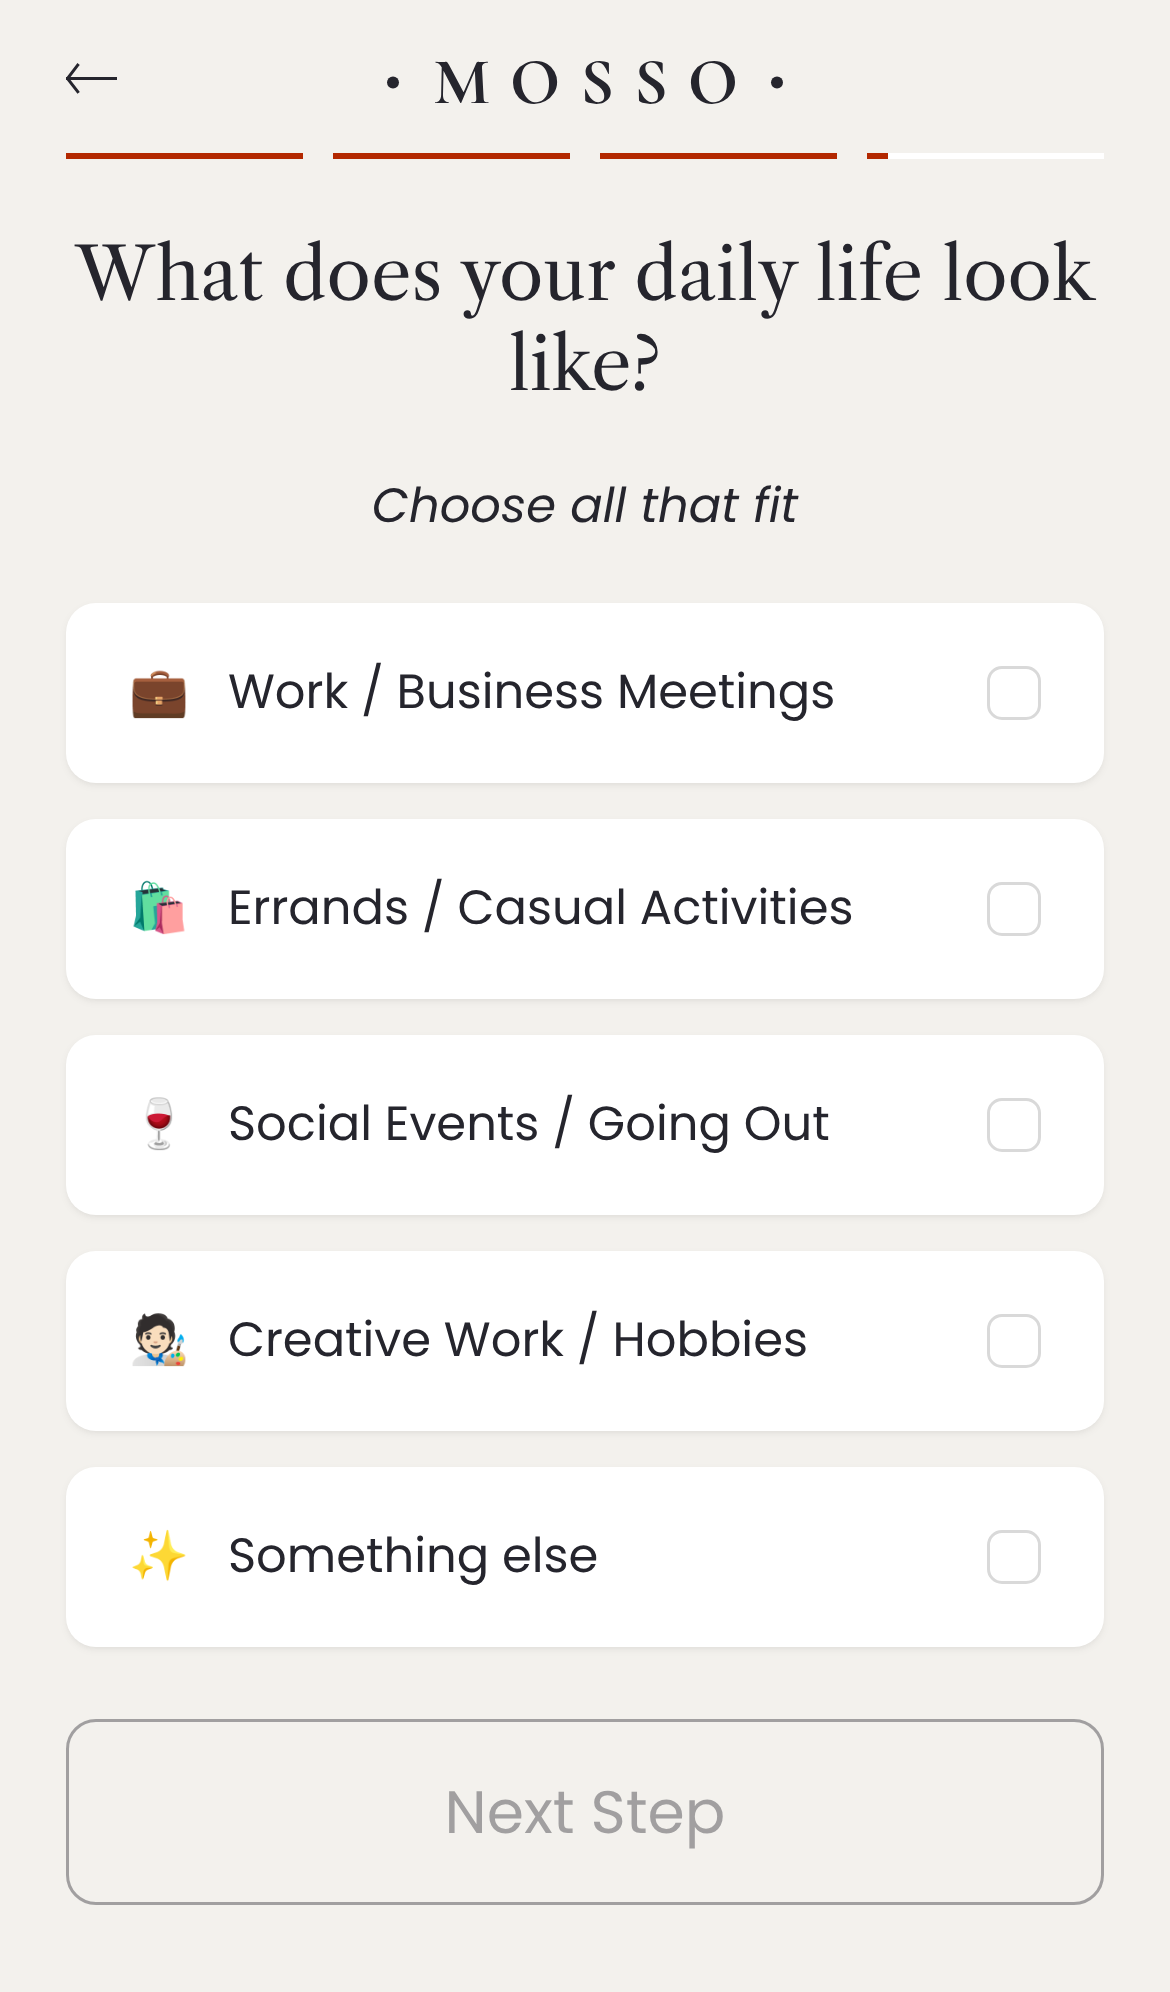 • MOSSO •
What does your daily life look
like?
Choose all that fit
Work / Business Meetings
Errands / Casual Activities
Social Events / Going Out
Creative Work / Hobbies
Something else
Next Step